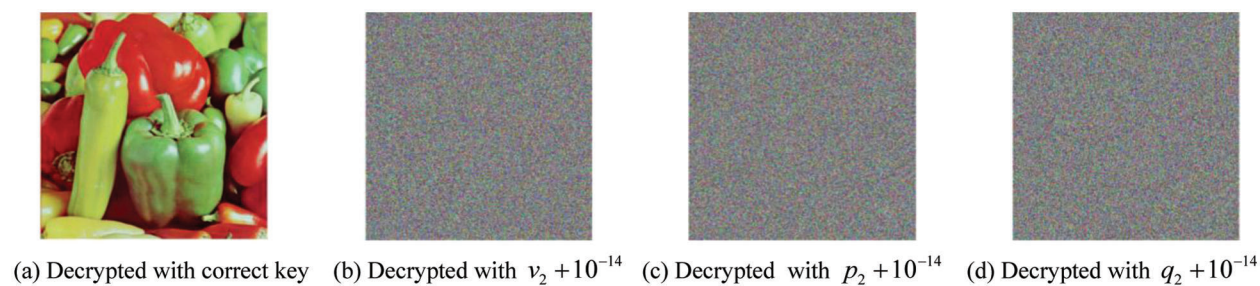 (a) Decrypted with correct key
(b) Decrypted with v₂ +10⁻¹⁴
(c) Decrypted with p₂ +10⁻¹⁴
(d) Decrypted with q₂ +10⁻¹⁴